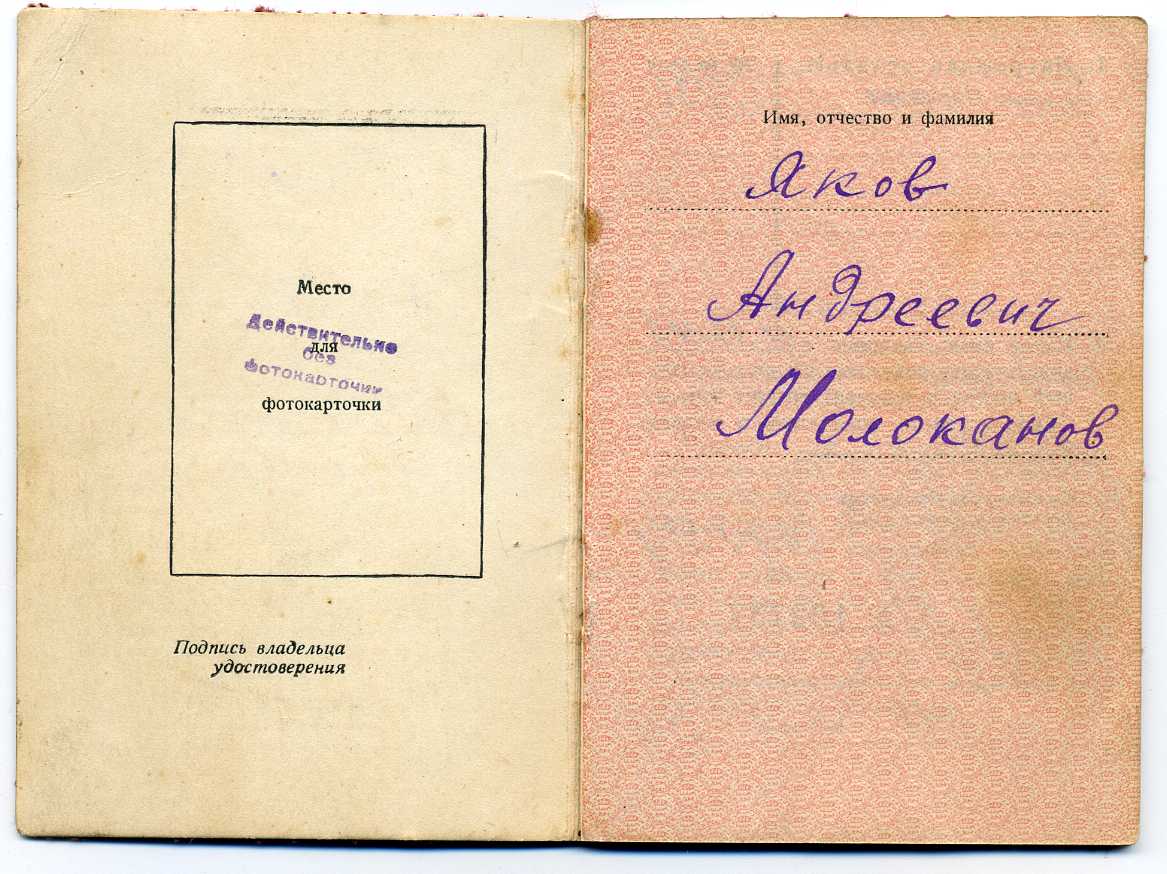 Место
Действительно
для
без
фотокарточки
фотокарточки
Подпись владельца
удостоверения
Имя, отчество и фамилия
Яков
Андреевич
Молоканов